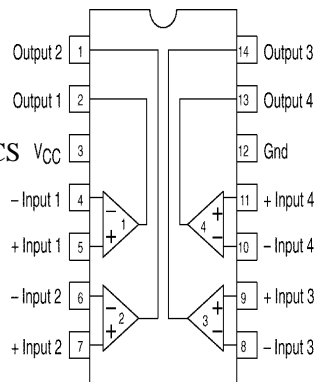 Output 2 1 14 Output 3
Output 1 2 13 Output 4
CS VCC 3 12 Gnd
– Input 1 4 – 1 + 4 + 11 + Input 4
+ Input 1 5 + – 10 – Input 4
– Input 2 6 – 2 + 3 + 9 + Input 3
+ Input 2 7 + – 8 – Input 3